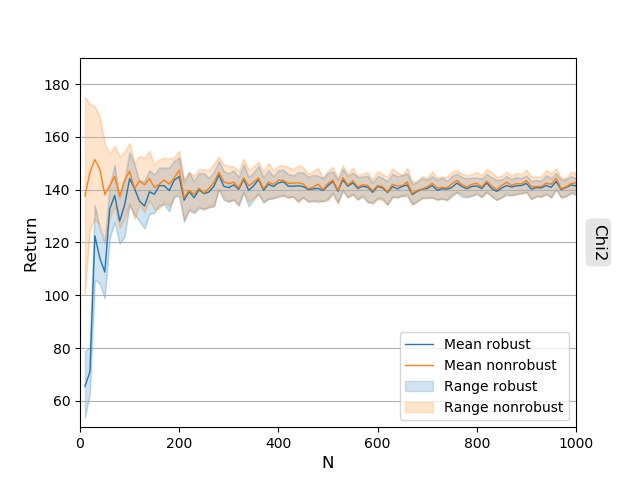 180
160
140
120
100
80
60
Return
0
200
400
600
800
1000
N
Mean robust
Mean nonrobust
Range robust
Range nonrobust
Chi2